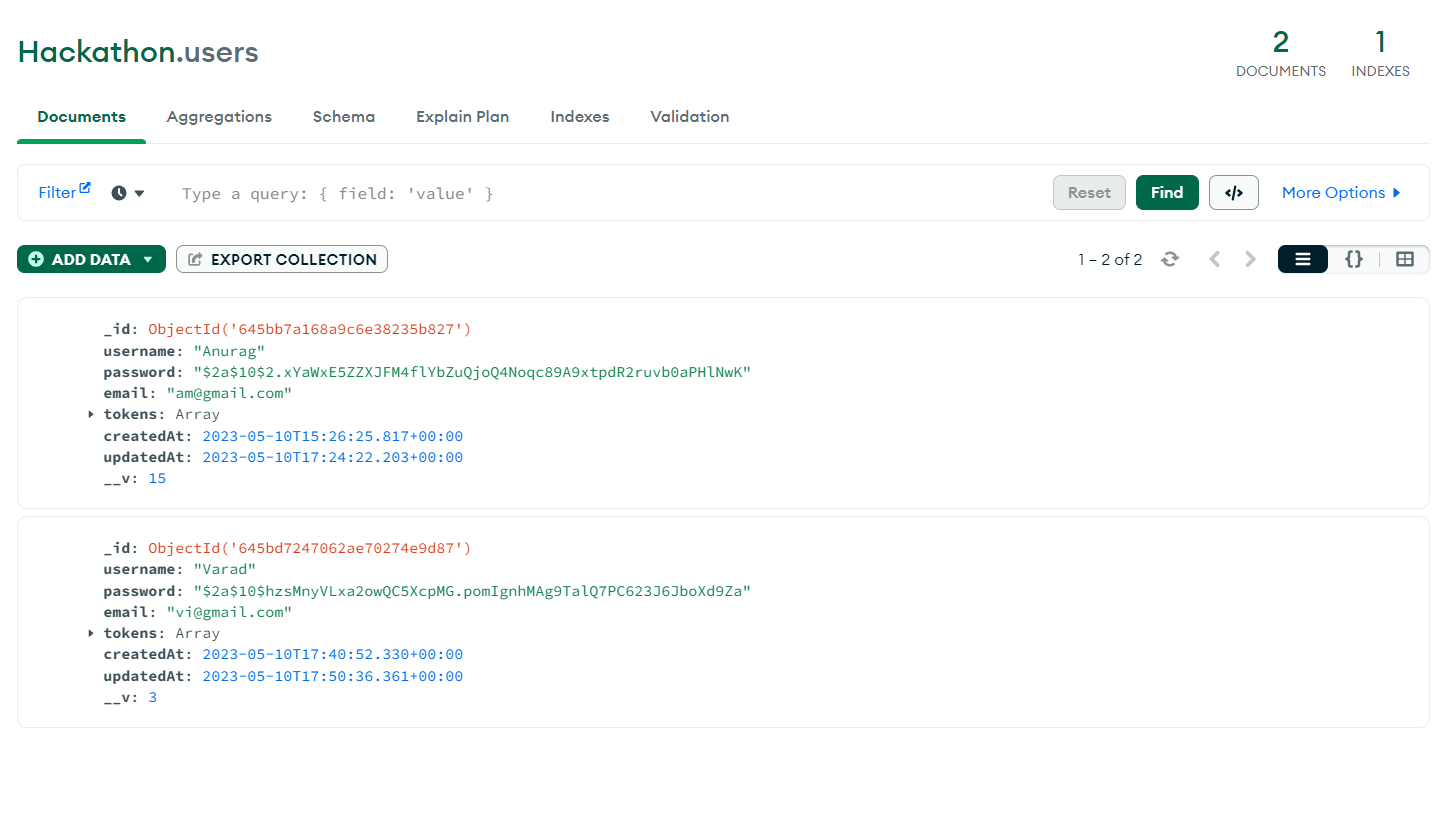 Hackathon.users
2
DOCUMENTS
1
INDEXES
Documents Aggregations Schema Explain Plan Indexes Validation
Filter Type a query: { field: 'value' } Reset Find </> More Options
ADD DATA EXPORT COLLECTION 1 – 2 of 2 {}
_id: ObjectId('645bb7a168a9c6e38235b827')
username: "Anurag"
password: "$2a$10$2.xYaWxE5ZZXJFM4flYbZuQjoQ4Noqc89A9xtpdR2ruvb0aPHlNwK"
email: "am@gmail.com"
tokens: Array
createdAt: 2023-05-10T15:26:25.817+00:00
updatedAt: 2023-05-10T17:24:22.203+00:00
__v: 15
_id: ObjectId('645bd7247062ae70274e9d87')
username: "Varad"
password: "$2a$10$hzsMnyVLxa2owQC5XcpMG.pomIgnhMAg9TalQ7PC623J6JboXd9Za"
email: "vi@gmail.com"
tokens: Array
createdAt: 2023-05-10T17:40:52.330+00:00
updatedAt: 2023-05-10T17:50:36.361+00:00
__v: 3